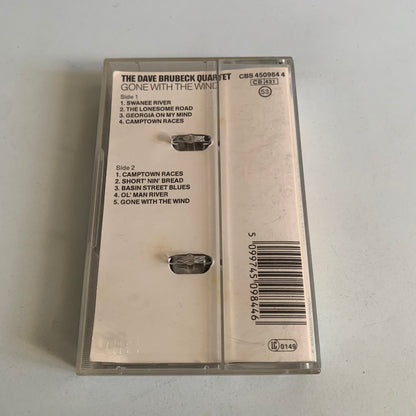 THE DAVE BRUBECK QUARTET
GONE WITH THE WIND
CBS 450984 4
CB 431
S3
Side 1
1. SWANEE RIVER
2. THE LONESOME ROAD
3. GEORGIA ON MY MIND
4. CAMPTOWN RACES
Side 2
1. CAMPTOWN RACES
2. SHORT' NIN' BREAD
3. BASIN STREET BLUES
4. OL' MAN RIVER
5. GONE WITH THE WIND
5 099745 098446
LC 0149